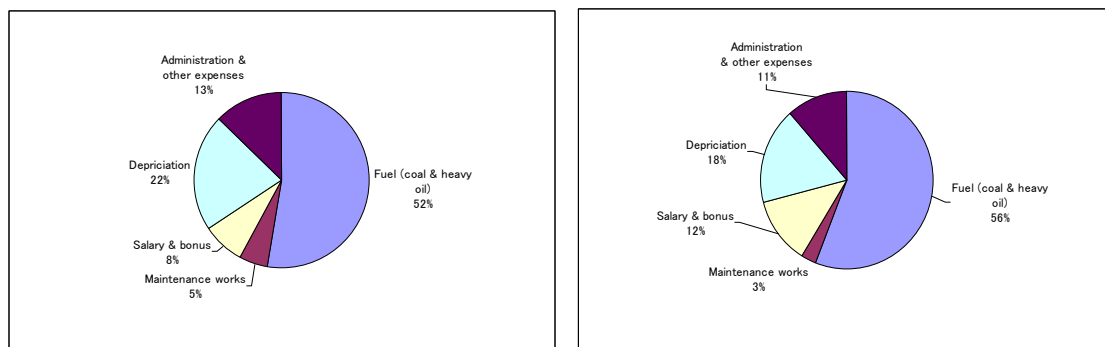 Administration &
other expenses
13%
Depriciation
22%
Salary & bonus
8%
Maintenance works
5%
Fuel (coal & heavy
oil)
52%
Administration
& other expenses
11%
Depriciation
18%
Salary & bonus
12%
Maintenance works
3%
Fuel (coal & heavy
oil)
56%